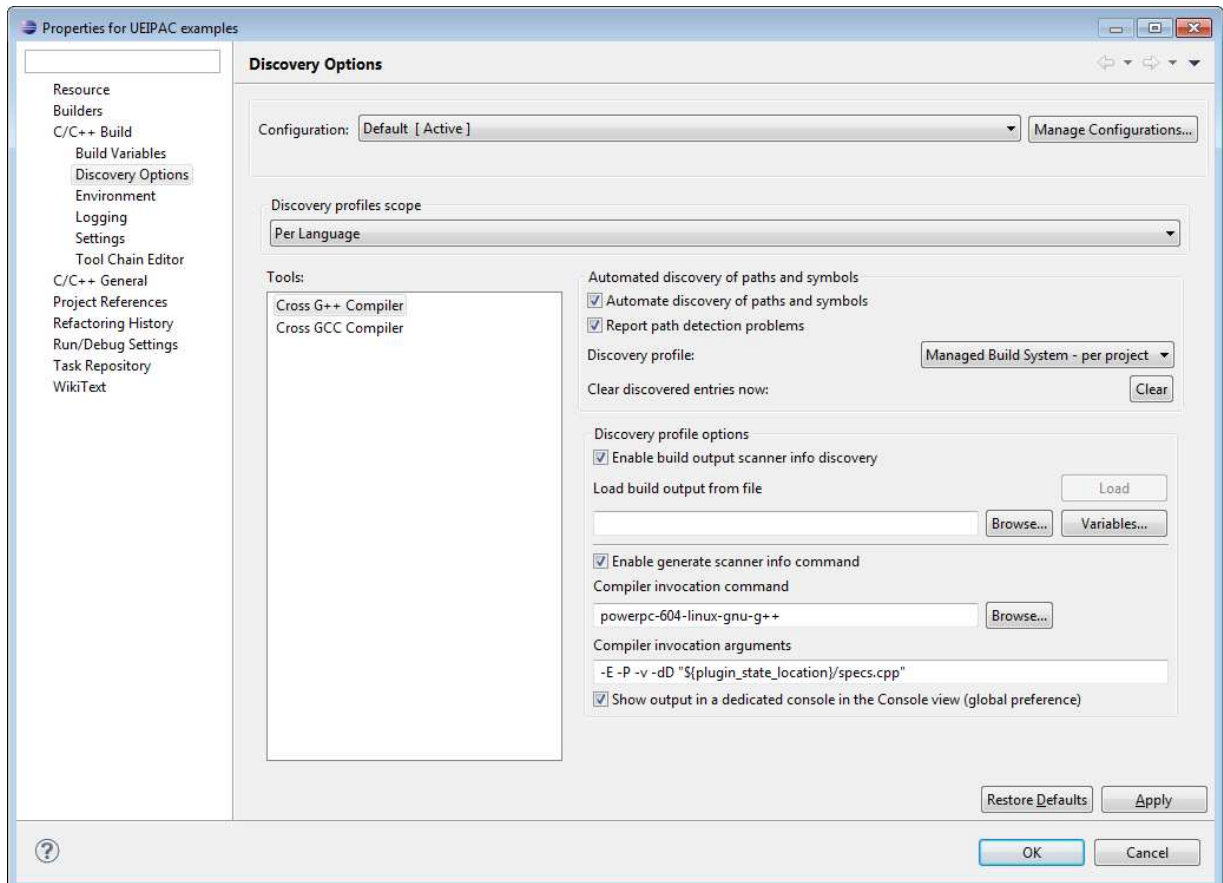 Properties for UEIPAC examples
Discovery Options
Resource
Builders
C/C++ Build
Build Variables
Discovery Options
Environment
Logging
Settings
Tool Chain Editor
C/C++ General
Project References
Refactoring History
Run/Debug Settings
Task Repository
WikiText
Configuration: Default [ Active ] Manage Configurations...
Discovery profiles scope
Per Language
Tools:
Cross G++ Compiler
Cross GCC Compiler
Automated discovery of paths and symbols
Automate discovery of paths and symbols
Report path detection problems
Discovery profile: Managed Build System - per project
Clear discovered entries now: Clear
Discovery profile options
Enable build output scanner info discovery
Load build output from file Load
Browse... Variables...
Enable generate scanner info command
Compiler invocation command
powerpc-604-linux-gnu-g++ Browse...
Compiler invocation arguments
-E -P -v -dD "${plugin_state_location}/specs.cpp"
Show output in a dedicated console in the Console view (global preference)
Restore Defaults Apply
? OK Cancel